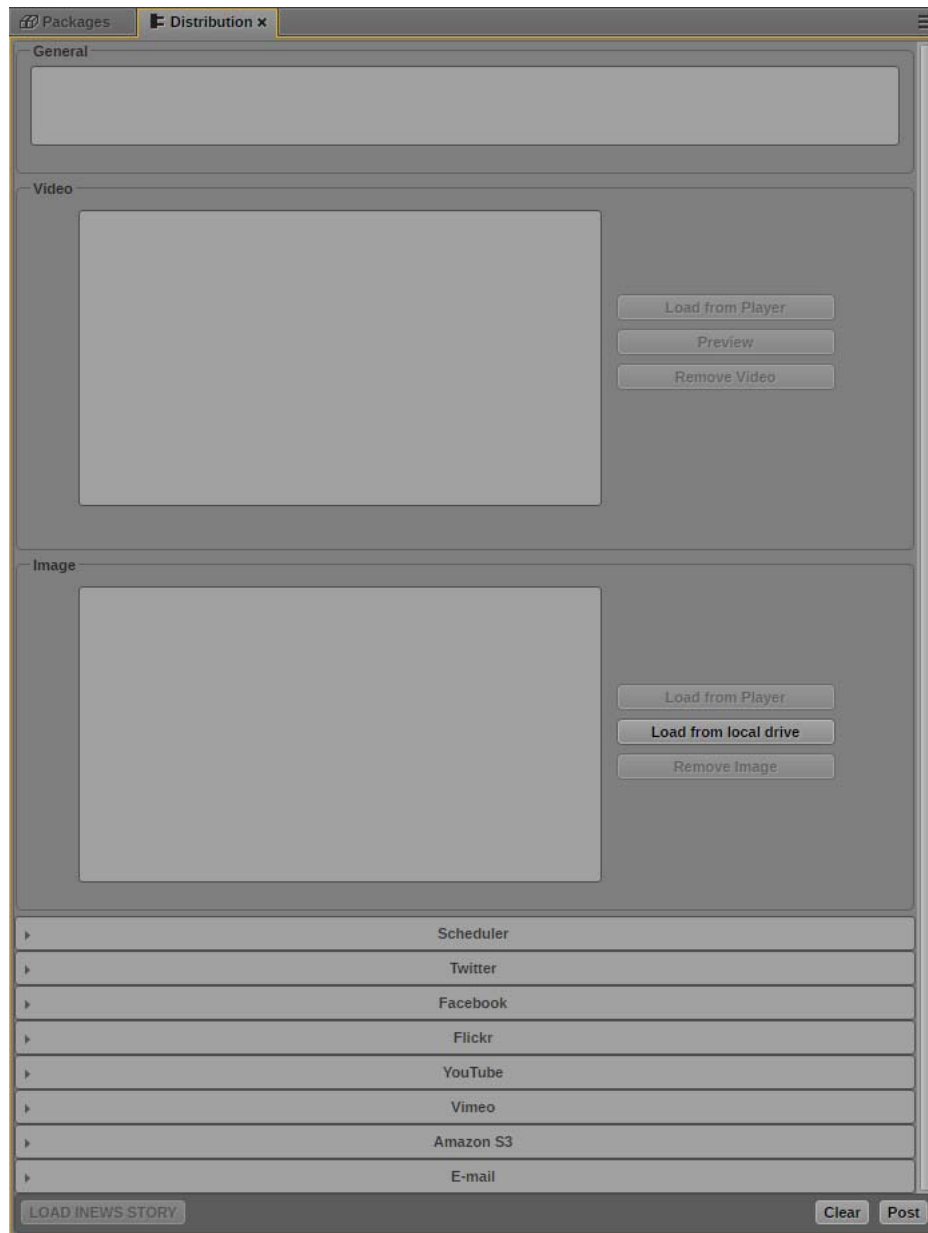 Packages
Distribution ×
General
Video
Load from Player
Preview
Remove Video
Image
Load from Player
Load from local drive
Remove Image
Scheduler
Twitter
Facebook
Flickr
YouTube
Vimeo
Amazon S3
E-mail
LOAD INEWS STORY
Clear
Post